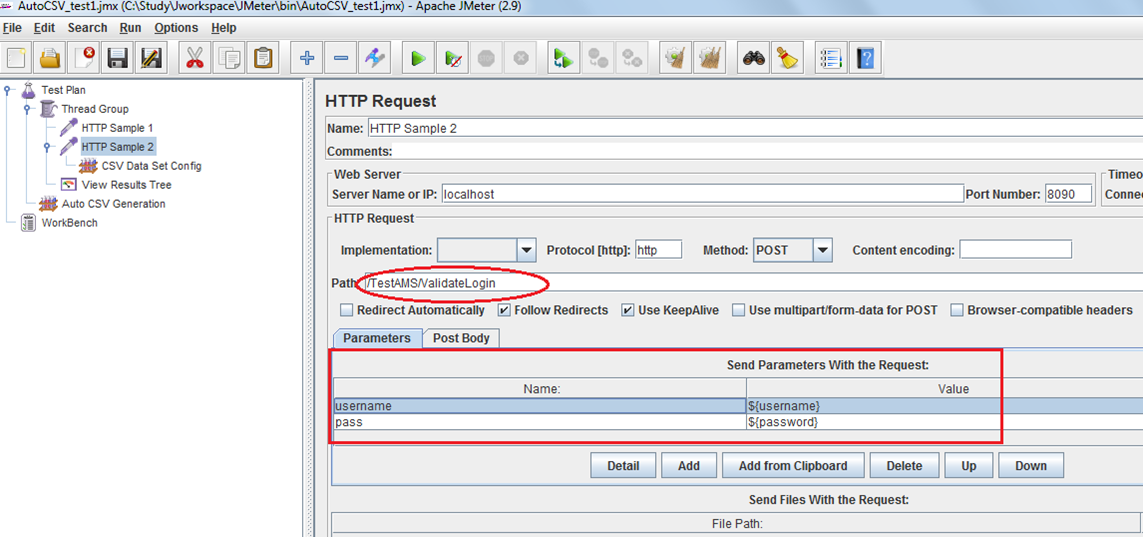 AutoCSV_test1.jmx (C:\Study\Jworkspace\JMeter\bin\AutoCSV_test1.jmx) - Apache JMeter (2.9)
File Edit Search Run Options Help
Test Plan
Thread Group
HTTP Sample 1
HTTP Sample 2
CSV Data Set Config
View Results Tree
Auto CSV Generation
WorkBench
HTTP Request
Name: HTTP Sample 2
Comments:
Web Server Timeo
Server Name or IP: localhost Port Number: 8090 Conne
HTTP Request
Implementation: Protocol [http]: http Method: POST Content encoding:
Path: /TestAMS/ValidateLogin
Redirect Automatically Follow Redirects Use KeepAlive Use multipart/form-data for POST Browser-compatible headers
Parameters Post Body
Send Parameters With the Request:
Name: Value
username ${username}
pass ${password}
Detail Add Add from Clipboard Delete Up Down
Send Files With the Request:
File Path: